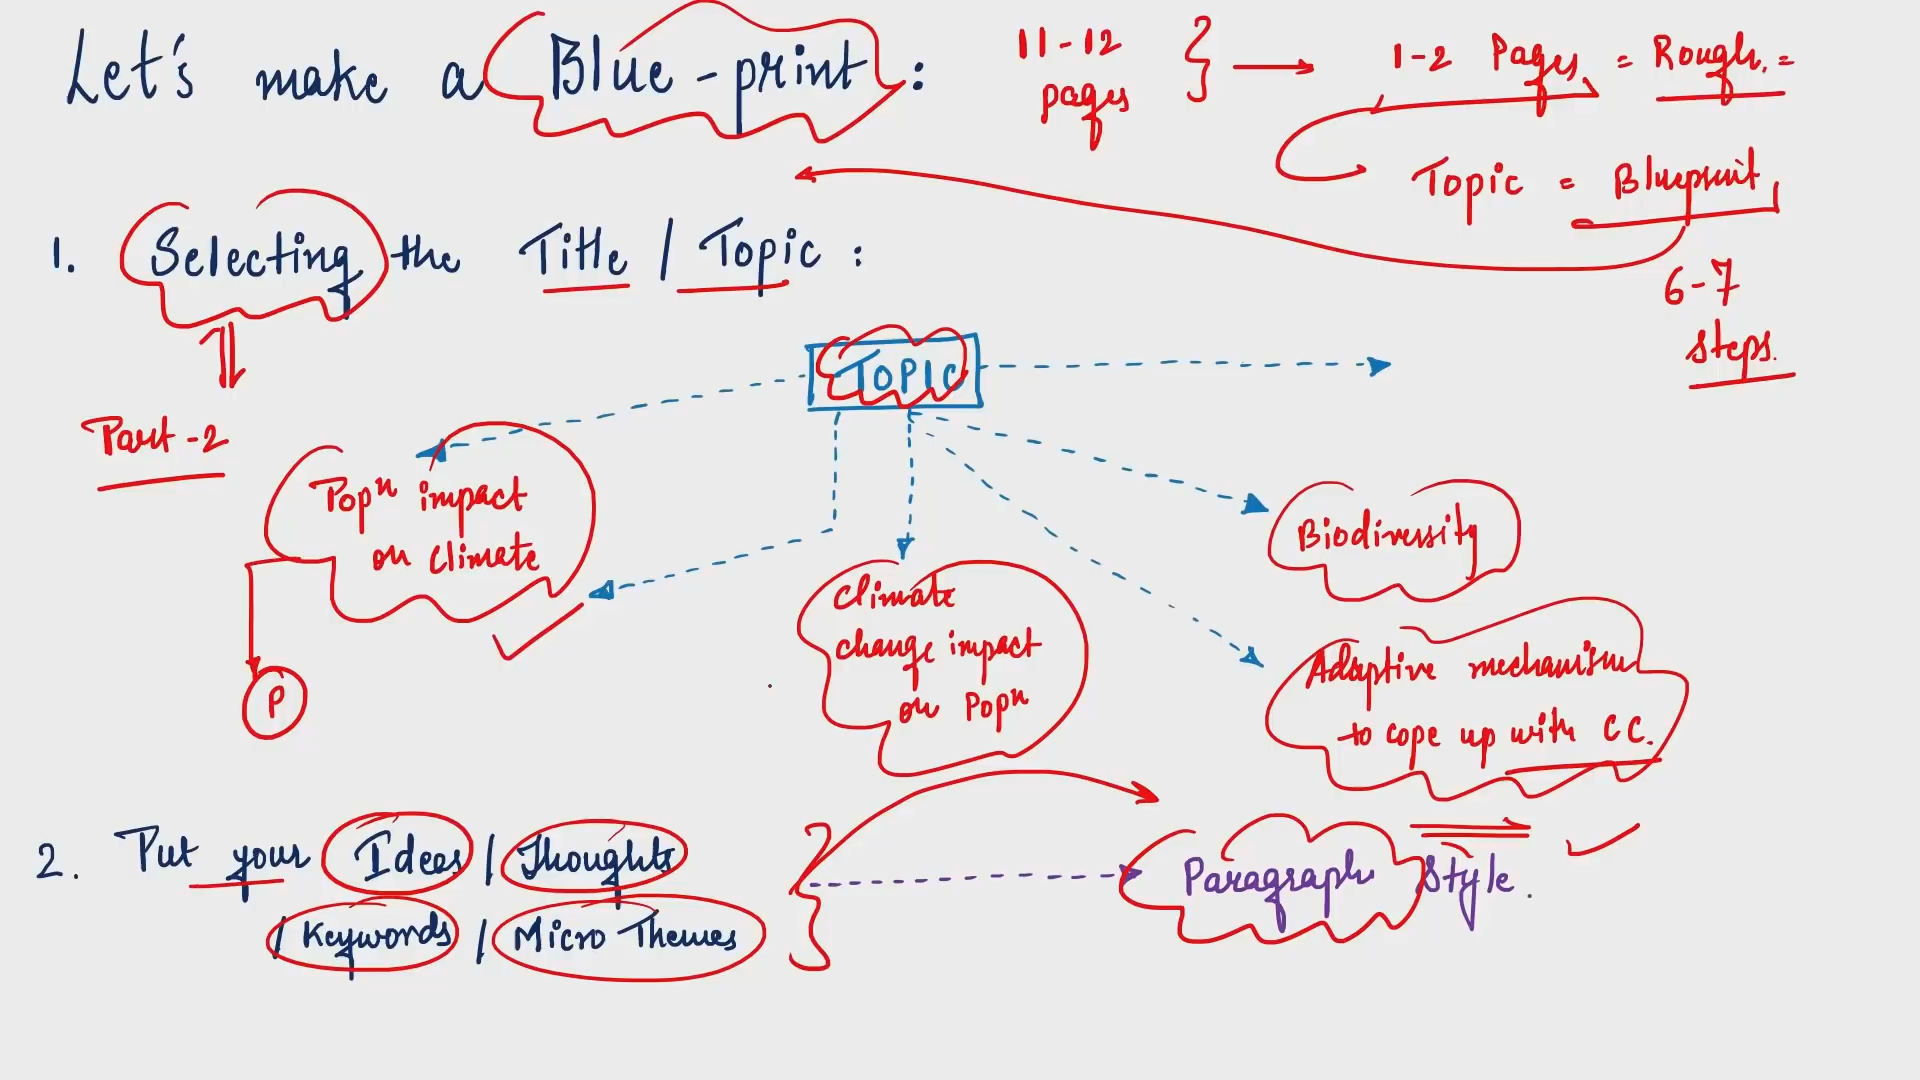 Let's make a Blue-print :
11-12 pages } → 1-2 Pages = Rough. =
Topic = Blueprint
6-7 steps.
1. Selecting the Title / Topic :
Part-2
TOPIC
Popⁿ impact
on climate
P
climate
change impact
on Popⁿ
Biodiversity
Adaptive mechanism
to cope up with CC.
2. Put your Ideas / Thoughts
/ Keywords / Micro Themes
Paragraph Style.